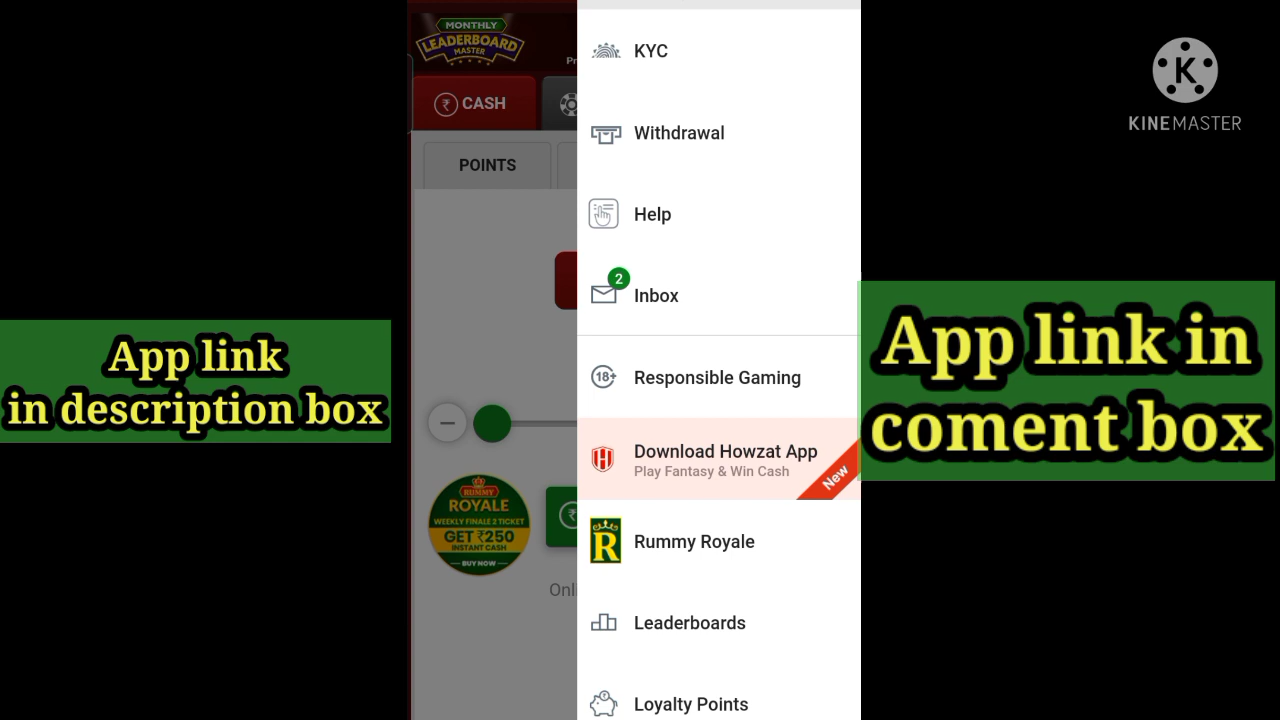 MONTHLY
LEADERBOARD
MASTER
₹ CASH
POINTS
RUMMY
ROYALE
WEEKLY FINALE 2 TICKET
GET ₹250
INSTANT CASH
BUY NOW
₹
KYC
Withdrawal
Help
2
Inbox
18+
Responsible Gaming
Download Howzat App
Play Fantasy & Win Cash
New
R
Rummy Royale
Leaderboards
Loyalty Points
App link
in description box
App link in
coment box
K
KINEMASTER